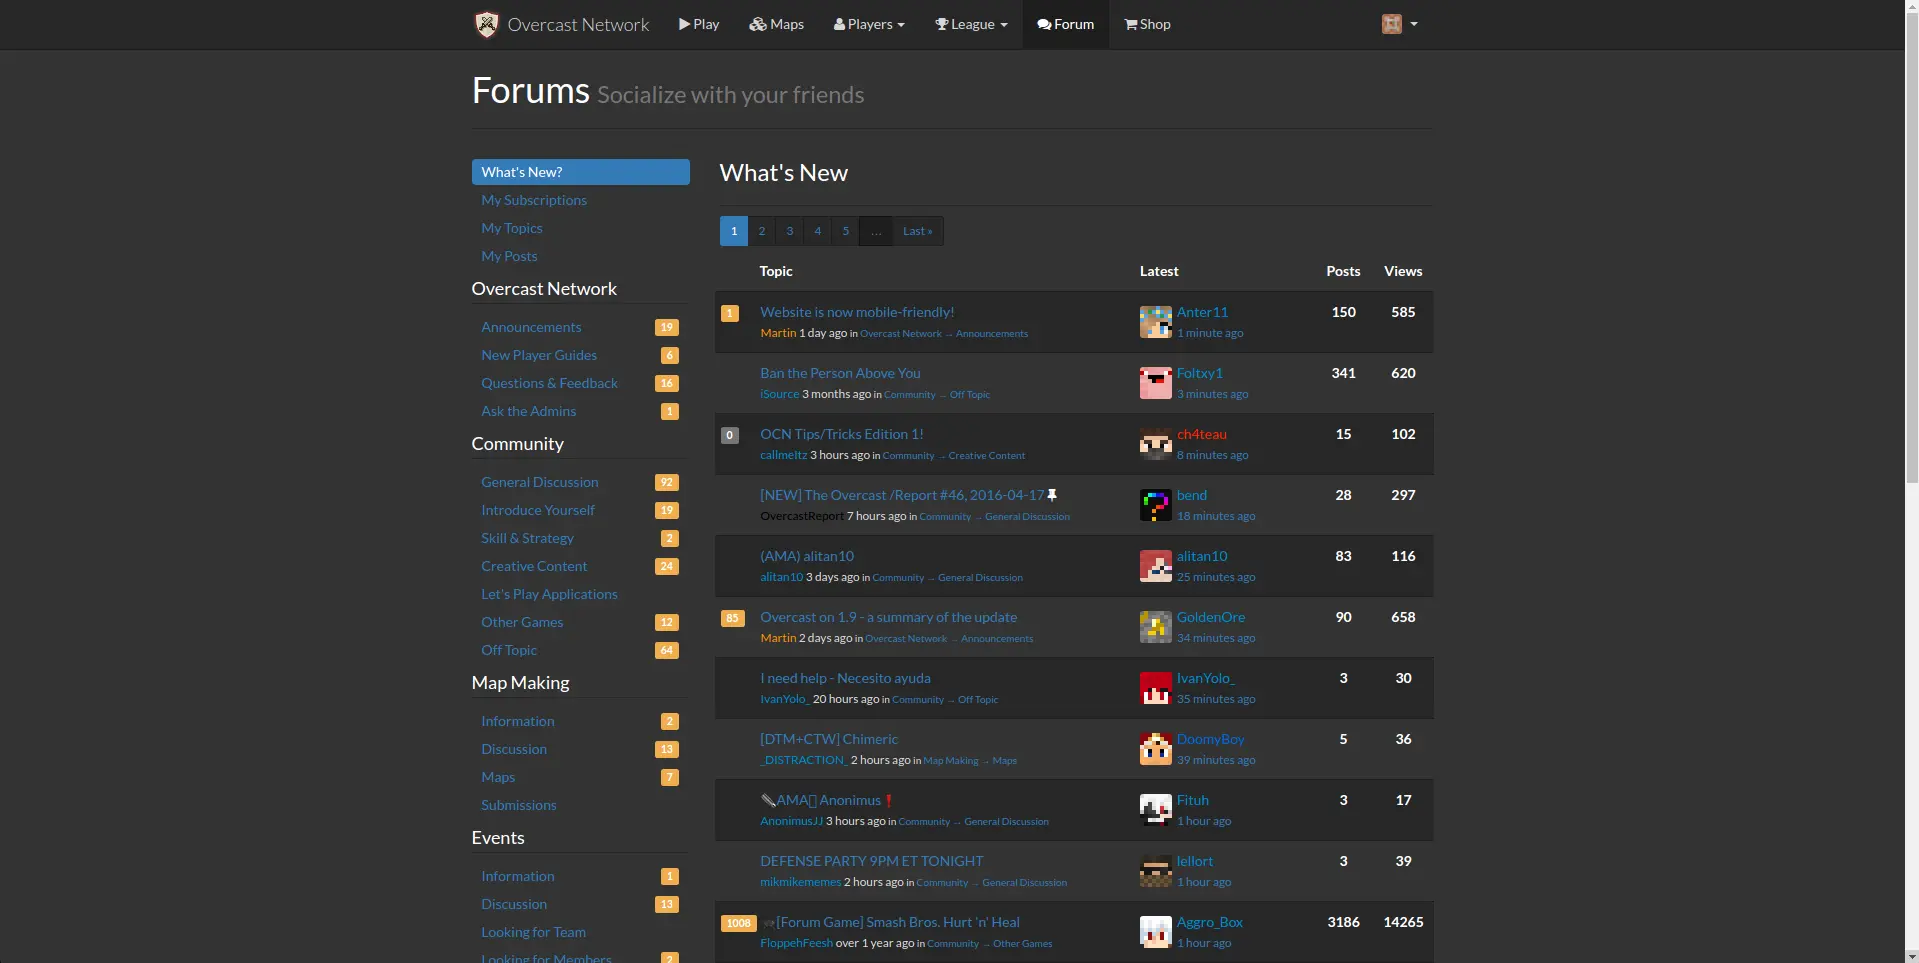 Overcast Network Play Maps Players League Forum Shop
Forums Socialize with your friends
What's New?
My Subscriptions
My Topics
My Posts
Overcast Network
Announcements 19
New Player Guides 6
Questions & Feedback 16
Ask the Admins 1
Community
General Discussion 92
Introduce Yourself 19
Skill & Strategy 2
Creative Content 24
Let's Play Applications
Other Games 12
Off Topic 64
Map Making
Information 2
Discussion 13
Maps 7
Submissions
Events
Information 1
Discussion 13
Looking for Team
Looking for Members 2
What's New
1 2 3 4 5 ... Last »
Topic Latest Posts Views
1 Website is now mobile-friendly! Anter11 150 585
Martin 1 day ago in Overcast Network → Announcements 1 minute ago
Ban the Person Above You Foltxy1 341 620
iSource 3 months ago in Community → Off Topic 3 minutes ago
0 OCN Tips/Tricks Edition 1! ch4teau 15 102
callmeItz 3 hours ago in Community → Creative Content 8 minutes ago
[NEW] The Overcast /Report #46, 2016-04-17 bend 28 297
OvercastReport 7 hours ago in Community → General Discussion 18 minutes ago
(AMA) alitan10 alitan10 83 116
alitan10 3 days ago in Community → General Discussion 25 minutes ago
85 Overcast on 1.9 - a summary of the update GoldenOre 90 658
Martin 2 days ago in Overcast Network → Announcements 34 minutes ago
I need help - Necesito ayuda IvanYolo_ 3 30
IvanYolo_ 20 hours ago in Community → Off Topic 35 minutes ago
[DTM+CTW] Chimeric DoomyBoy 5 36
_DISTRACTION_ 2 hours ago in Map Making → Maps 39 minutes ago
AMA Anonimus❗ Fituh 3 17
AnonimusJJ 3 hours ago in Community → General Discussion 1 hour ago
DEFENSE PARTY 9PM ET TONIGHT lellort 3 39
mikmikememes 2 hours ago in Community → General Discussion 1 hour ago
1008 [Forum Game] Smash Bros. Hurt 'n' Heal Aggro_Box 3186 14265
FloppehFeesh over 1 year ago in Community → Other Games 1 hour ago